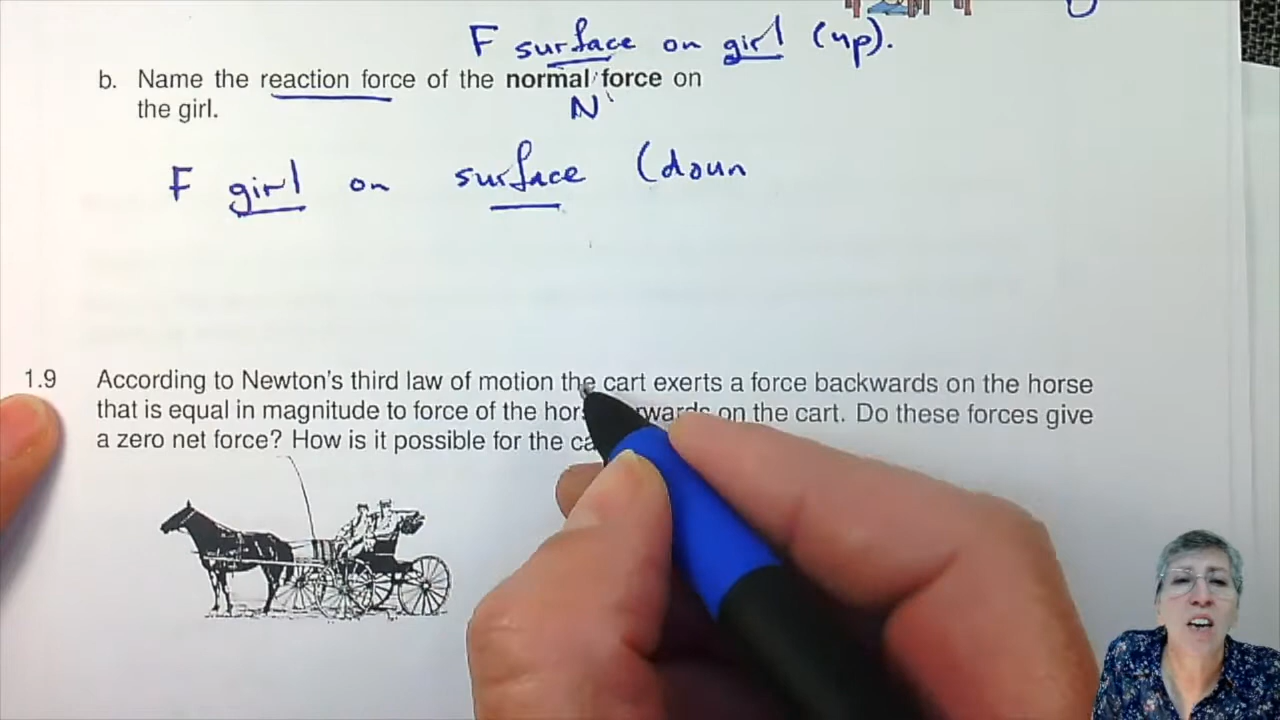 F surface on girl (up).
b. Name the reaction force of the normal force on
the girl.
N
F girl on surface (down
1.9 According to Newton's third law of motion the cart exerts a force backwards on the horse
that is equal in magnitude to force of the on the cart. Do these forces give
a zero net force? How is it possible for the